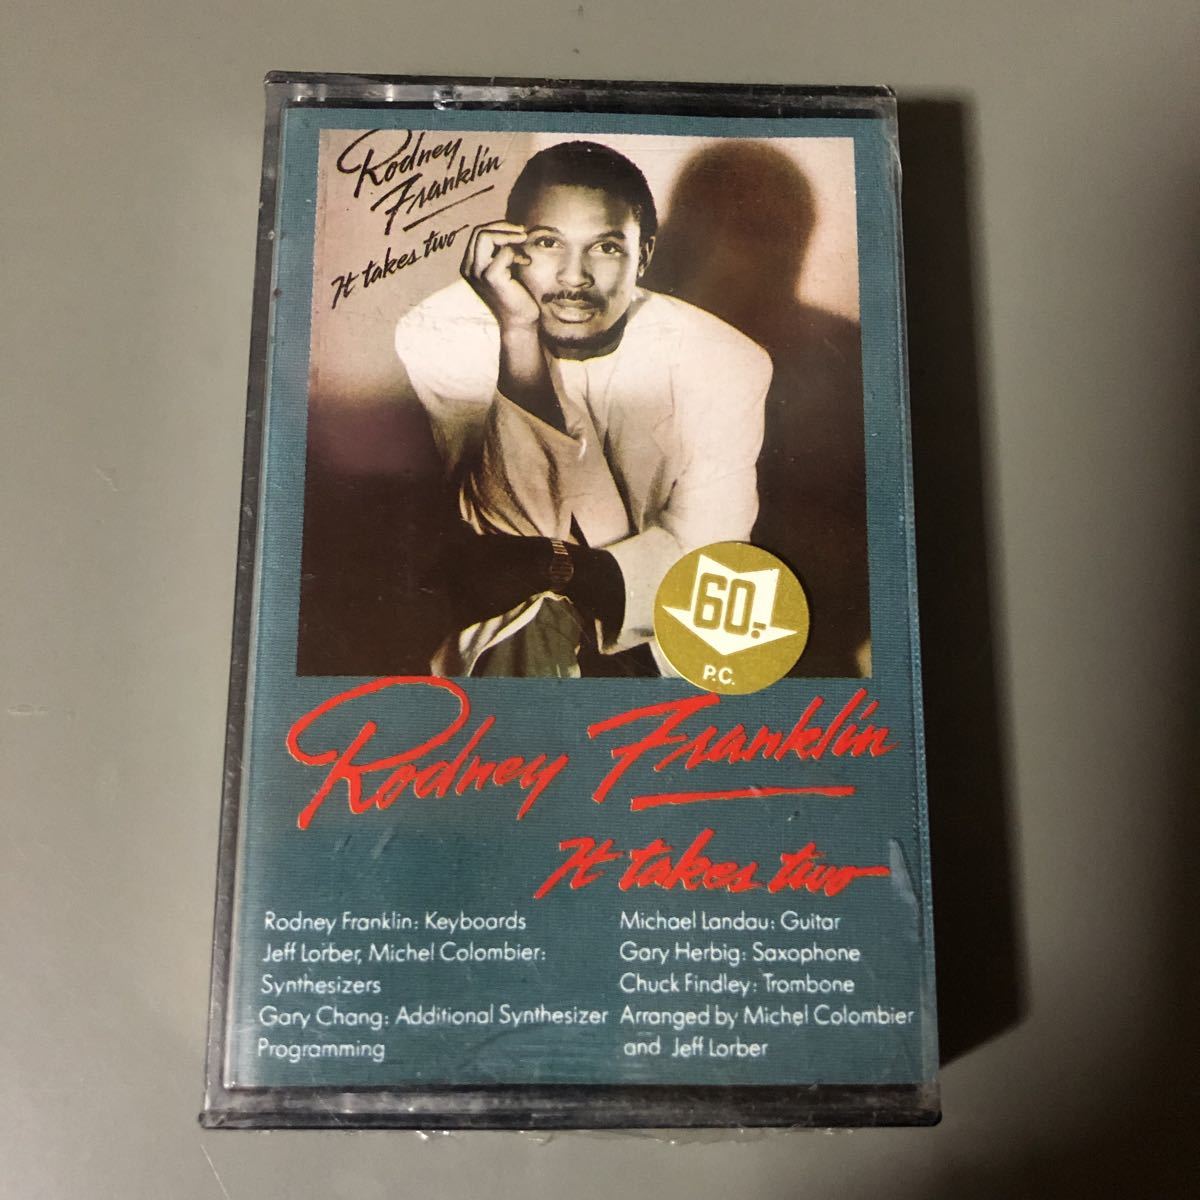 Rodney
Franklin
It takes two
60.-
P.C.
Rodney Franklin
It takes two
Rodney Franklin: Keyboards
Jeff Lorber, Michel Colombier:
Synthesizers
Gary Chang: Additional Synthesizer
Programming
Michael Landau: Guitar
Gary Herbig: Saxophone
Chuck Findley: Trombone
Arranged by Michel Colombier
and Jeff Lorber